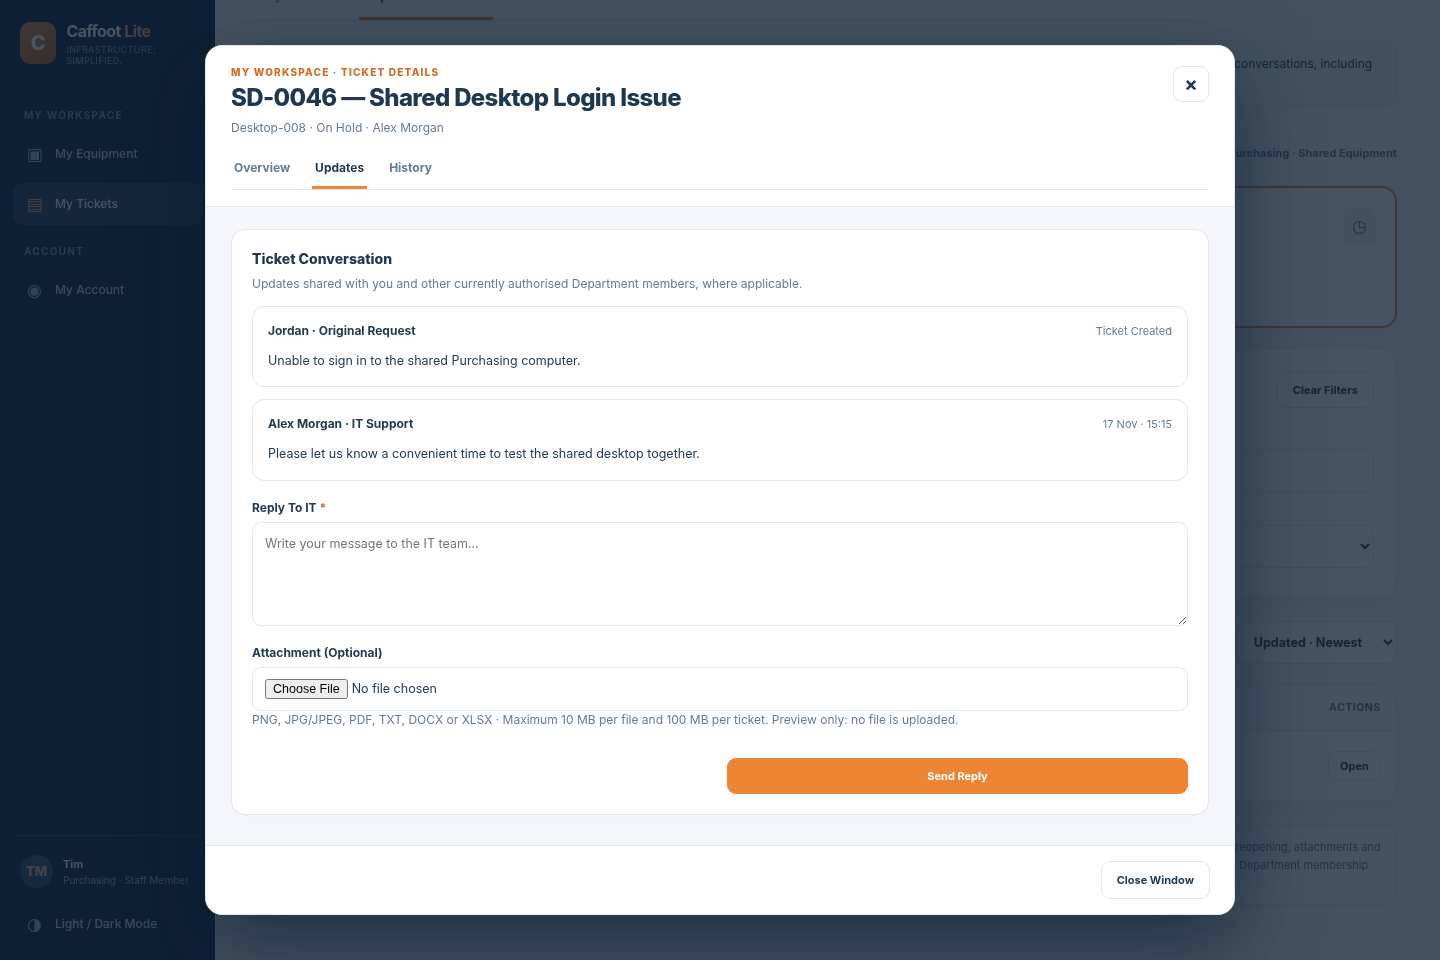 C
Caffoot Lite
INFRASTRUCTURE,
SIMPLIFIED.
MY WORKSPACE
My Equipment
My Tickets
ACCOUNT
My Account
TM
Tim
Purchasing · Staff Member
Light / Dark Mode
conversations, including
urchasing · Shared Equipment
Clear Filters
Updated · Newest
ACTIONS
Open
reopening, attachments and
Department membership
MY WORKSPACE · TICKET DETAILS
SD-0046 — Shared Desktop Login Issue
Desktop-008 · On Hold · Alex Morgan
×
Overview
Updates
History
Ticket Conversation
Updates shared with you and other currently authorised Department members, where applicable.
Jordan · Original Request
Ticket Created
Unable to sign in to the shared Purchasing computer.
Alex Morgan · IT Support
17 Nov · 15:15
Please let us know a convenient time to test the shared desktop together.
Reply To IT *
Write your message to the IT team...
Attachment (Optional)
Choose File No file chosen
PNG, JPG/JPEG, PDF, TXT, DOCX or XLSX · Maximum 10 MB per file and 100 MB per ticket. Preview only: no file is uploaded.
Send Reply
Close Window